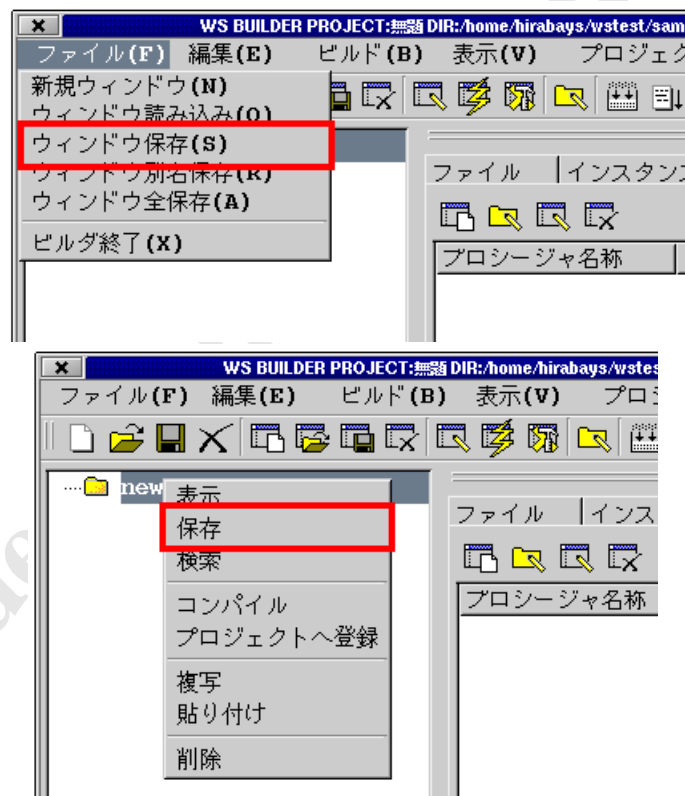 WS BUILDER PROJECT:無題 DIR:/home/hirabays/wstest/sam
ファイル(F) 編集(E) ビルド(B) 表示(V) プロジェク
新規ウィンドウ(N)
ウィンドウ読み込み(O)
ウィンドウ保存(S)
ウィンドウ別名保存(R)
ウィンドウ全保存(A)
ビルダ終了(X)
ファイル インスタンス
プロシージャ名称
WS BUILDER PROJECT:無題 DIR:/home/hirabays/wstes
ファイル(F) 編集(E) ビルド(B) 表示(V) プロジ
new
表示
保存
検索
コンパイル
プロジェクトへ登録
複写
貼り付け
削除
ファイル インス
プロシージャ名称